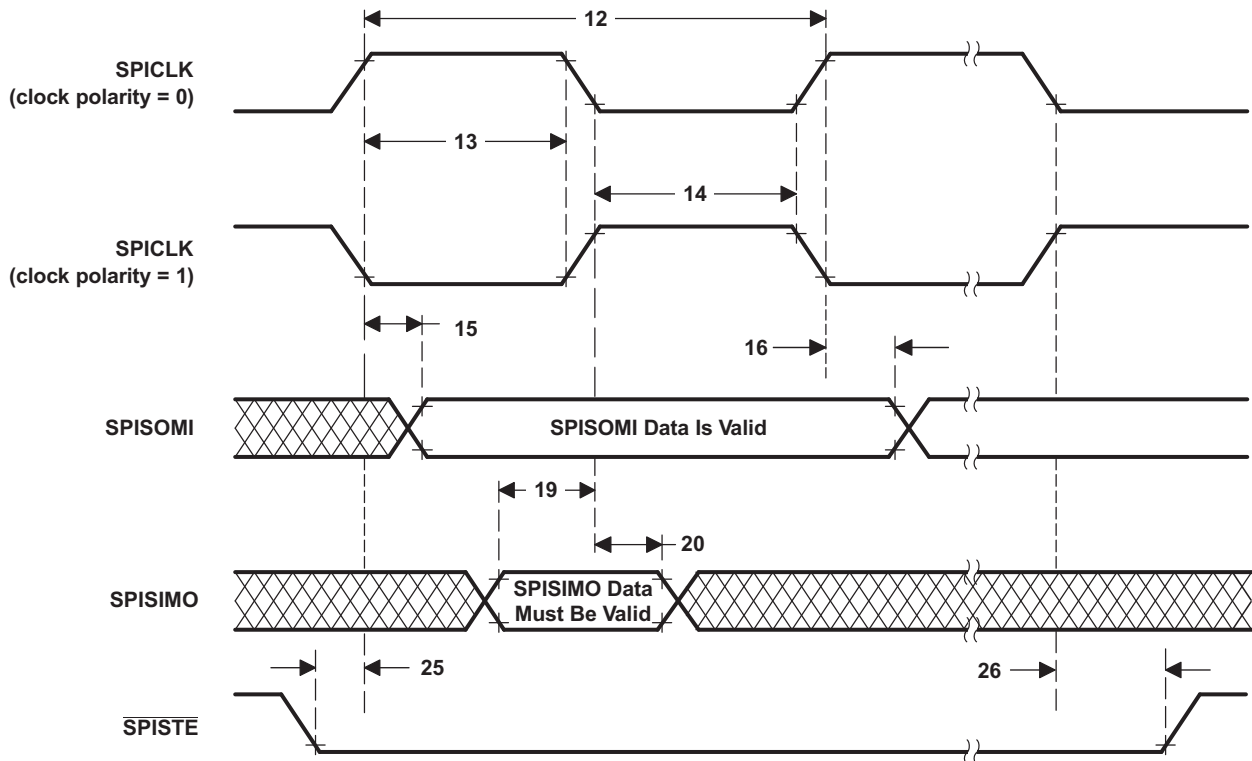 12
SPICLK
(clock polarity = 0)
13
14
SPICLK
(clock polarity = 1)
15
16
SPISOMI
SPISOMI Data Is Valid
19
20
SPISIMO
SPISIMO Data
Must Be Valid
25
26
SPISTE